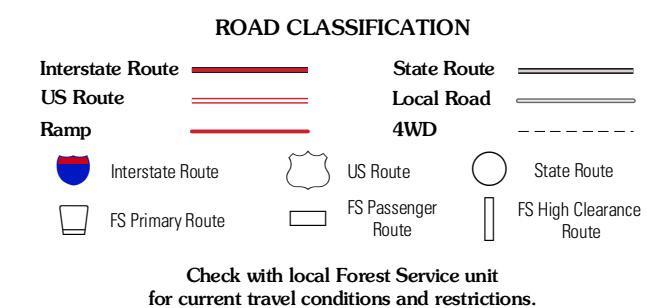 ROAD CLASSIFICATION
Interstate Route
State Route
US Route
Local Road
Ramp
4WD
Interstate Route
US Route
State Route
FS Primary Route
FS Passenger
Route
FS High Clearance
Route
Check with local Forest Service unit
for current travel conditions and restrictions.